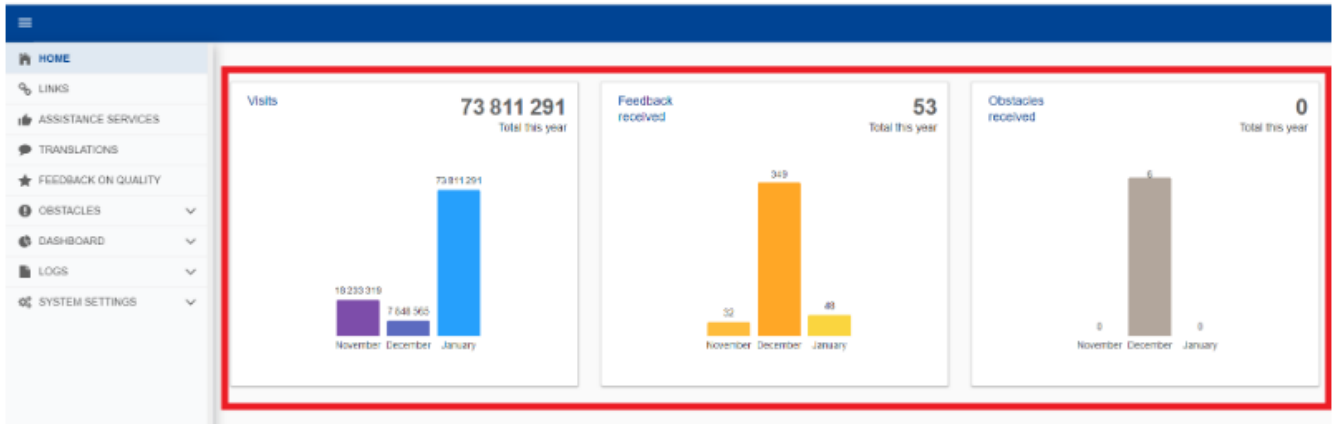 HOME
LINKS
ASSISTANCE SERVICES
TRANSLATIONS
FEEDBACK ON QUALITY
OBSTACLES
DASHBOARD
LOGS
SYSTEM SETTINGS
Visits
73 811 291
Total this year
73 811 291
18 233 319
7 848 565
November December January
Feedback
received
53
Total this year
349
32
48
November December January
Obstacles
received
0
Total this year
6
0
0
November December January